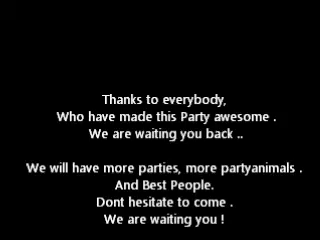 Thanks to everybody,
Who have made this Party awesome .
We are waiting you back ..
We will have more parties, more partyanimals .
And Best People.
Dont hesitate to come .
We are waiting you !